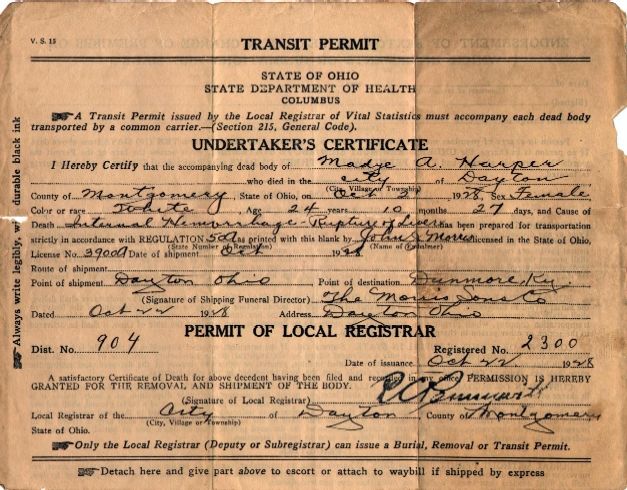 V. S. 15
TRANSIT PERMIT
STATE OF OHIO
STATE DEPARTMENT OF HEALTH
COLUMBUS
A Transit Permit issued by the Local Registrar of Vital Statistics must accompany each dead body
transported by a common carrier.—(Section 215, General Code).
UNDERTAKER'S CERTIFICATE
I Hereby Certify that the accompanying dead body of Madge A. Harper
who died in the city of Dayton
(City, Village or Township)
County of Montgomery, State of Ohio, on Oct 2 1928, Sex Female
Color or race White Age 24 years 10 months 27 days, and Cause of
Death Internal Hemorrhage - Rupture of Liver has been prepared for transportation
strictly in accordance with REGULATION 5a as printed with this blank by John Morris licensed in the State of Ohio,
(State Number of Regulation) (Name of Embalmer)
License No. 3900A Date of shipment Oct 1928
Route of shipment
Point of shipment Dayton Ohio Point of destination Dunmore, Ky.
(Signature of Shipping Funeral Director) The Morris Sons Co
Dated Oct 22 1928 Address Dayton Ohio
PERMIT OF LOCAL REGISTRAR
Dist. No. 904 Registered No. 2300
Date of issuance Oct 22 1928
A satisfactory Certificate of Death for above decedent having been filed and recorded in my office PERMISSION IS HEREBY
GRANTED FOR THE REMOVAL AND SHIPMENT OF THE BODY.
(Signature of Local Registrar)
Local Registrar of the City of Dayton, County of Montgomery
(City, Village or Township)
State of Ohio.
Only the Local Registrar (Deputy or Subregistrar) can issue a Burial, Removal or Transit Permit.
Detach here and give part above to escort or attach to waybill if shipped by express
Always write legibly, w durable black ink